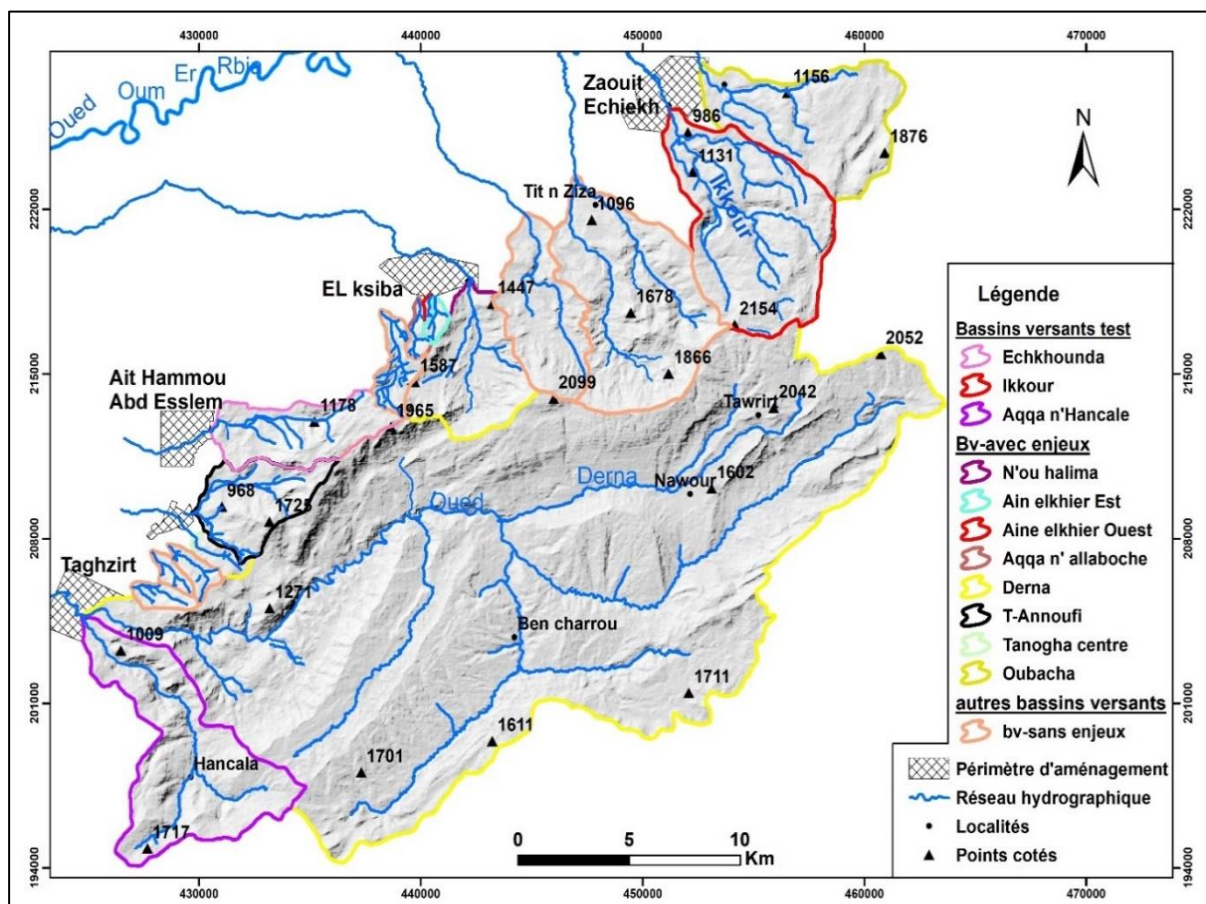 430000 440000 450000 460000 470000
Oued Oum Er Rbia
Zaouit
Echiekh
1156
986
1876
1131
N
Ikkour
Tit n Ziza
1096
222000
222000
EL ksiba
1447
1678
2154
2052
1866
215000
215000
1587
2099
2042
Ait Hammou
Abd Esslem
1178
1965
Tawrirt
Derna
1602
968
Oued
Nawour
1725
208000
208000
Taghzirt
1271
Ben charrou
1009
1711
201000
201000
1611
1701
Hancala
1717
0 5 10
Km
194000
194000
430000 440000 450000 460000 470000
Légende
Bassins versants test
Echkhounda
Ikkour
Aqqa n'Hancale
Bv-avec enjeux
N'ou halima
Ain elkhier Est
Aine elkhier Ouest
Aqqa n' allaboche
Derna
T-Annoufi
Tanogha centre
Oubacha
autres bassins versants
bv-sans enjeux
Périmètre d'aménagement
Réseau hydrographique
Localités
Points cotés